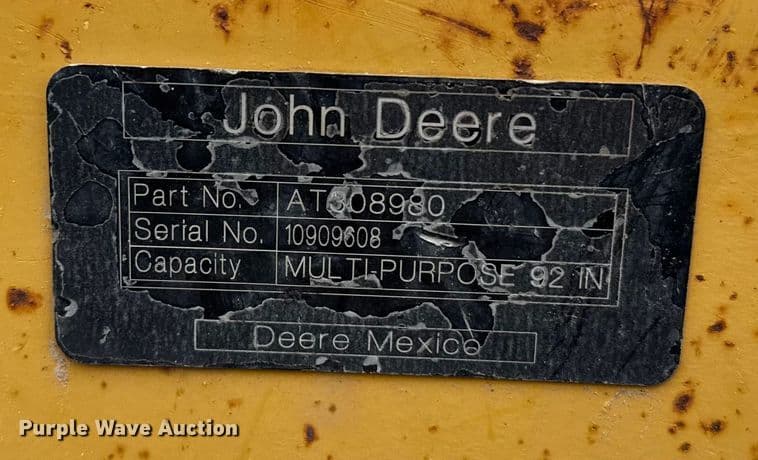 John Deere
Part No. AT308980
Serial No. 10909608
Capacity MULTI-PURPOSE 92 IN
Deere Mexico
Purple Wave Auction